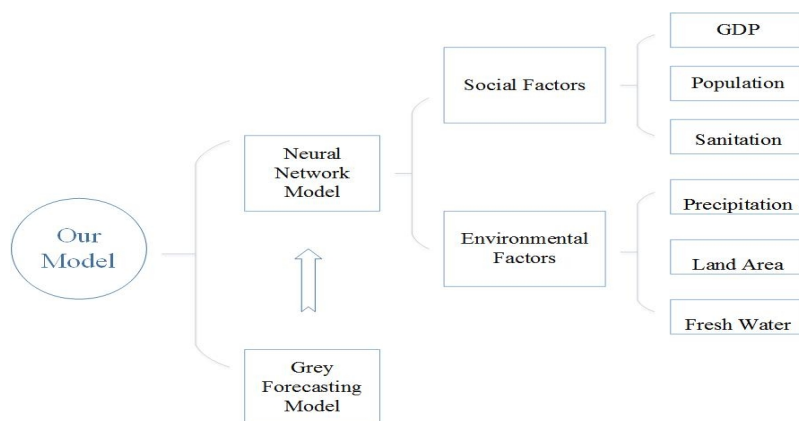 Our
Model
Neural
Network
Model
Grey
Forecasting
Model
Social Factors
Environmental
Factors
GDP
Population
Sanitation
Precipitation
Land Area
Fresh Water